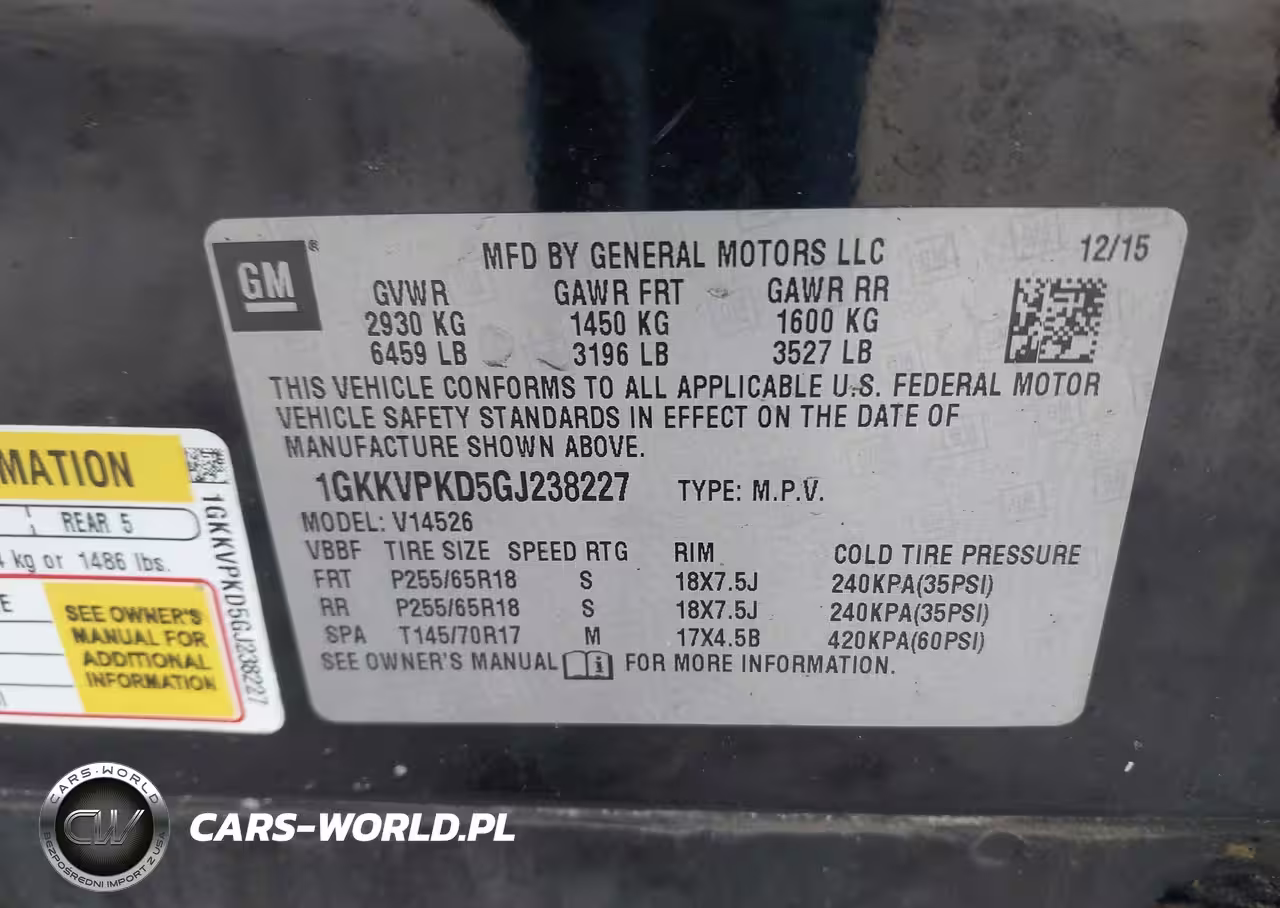 GM ®
MFD BY GENERAL MOTORS LLC 12/15
GVWR GAWR FRT GAWR RR
2930 KG 1450 KG 1600 KG
6459 LB 3196 LB 3527 LB
THIS VEHICLE CONFORMS TO ALL APPLICABLE U.S. FEDERAL MOTOR
VEHICLE SAFETY STANDARDS IN EFFECT ON THE DATE OF
MANUFACTURE SHOWN ABOVE.
1GKKVPKD5GJ238227 TYPE: M.P.V.
MODEL: V14526
VBBF TIRE SIZE SPEED RTG RIM COLD TIRE PRESSURE
FRT P255/65R18 S 18X7.5J 240KPA(35PSI)
RR P255/65R18 S 18X7.5J 240KPA(35PSI)
SPA T145/70R17 M 17X4.5B 420KPA(60PSI)
SEE OWNER'S MANUAL FOR MORE INFORMATION.
MATION
REAR 5
kg or 1486 lbs.
SEE OWNER'S
MANUAL FOR
ADDITIONAL
INFORMATION
1GKKVPKD5GJ238227
CARS-WORLD
CW
BEZPOŚREDNI IMPORT Z USA
CARS-WORLD.PL